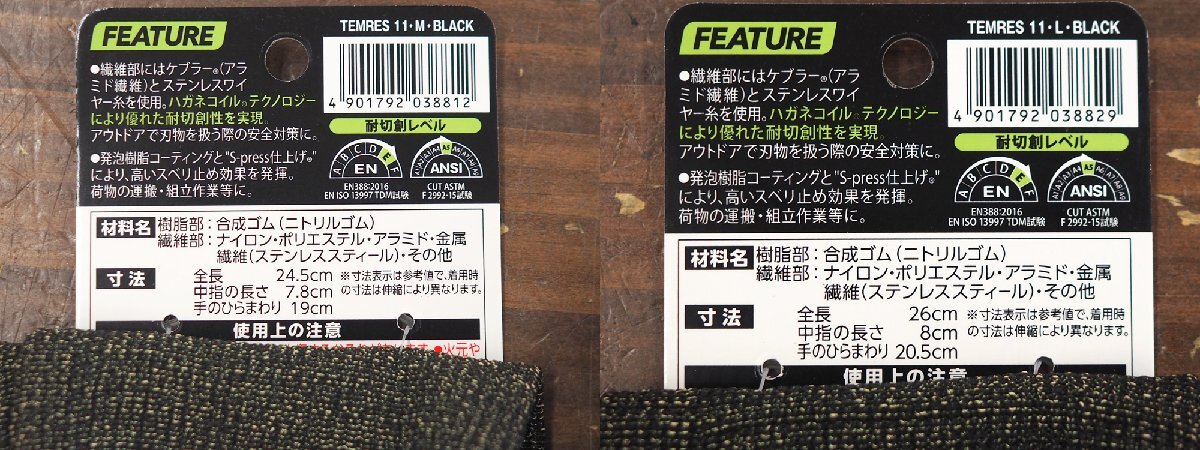 TEMRES 11・M・BLACK
FEATURE
4 901792 038812
●繊維部にはケブラー®(アラ
ミド繊維)とステンレスワイ
ヤー糸を使用。ハガネコイル®テクノロジー
により優れた耐切創性を実現。
アウトドアで刃物を扱う際の安全対策に。
●発泡樹脂コーティングと"S-press仕上げ®"
により、高いスベリ止め効果を発揮。
荷物の運搬・組立作業等に。
耐切創レベル
A B C D E F
EN
EN388:2016
EN ISO 13997 TDM試験
ANSI
CUT ASTM
F 2992-15試験
材料名 樹脂部:合成ゴム(ニトリルゴム)
繊維部:ナイロン・ポリエステル・アラミド・金属
繊維(ステンレススティール)・その他
寸法
全長 24.5cm
中指の長さ 7.8cm
手のひらまわり 19cm
※寸法表示は参考値で、着用時
の寸法は伸縮により異なります。
使用上の注意
TEMRES 11・L・BLACK
FEATURE
4 901792 038829
●繊維部にはケブラー®(アラ
ミド繊維)とステンレスワイ
ヤー糸を使用。ハガネコイル®テクノロジー
により優れた耐切創性を実現。
アウトドアで刃物を扱う際の安全対策に。
●発泡樹脂コーティングと"S-press仕上げ®"
により、高いスベリ止め効果を発揮。
荷物の運搬・組立作業等に。
耐切創レベル
A B C D E F
EN
EN388:2016
EN ISO 13997 TDM試験
ANSI
CUT ASTM
F 2992-15試験
材料名 樹脂部:合成ゴム(ニトリルゴム)
繊維部:ナイロン・ポリエステル・アラミド・金属
繊維(ステンレススティール)・その他
寸法
全長 26cm
中指の長さ 8cm
手のひらまわり 20.5cm
※寸法表示は参考値で、着用時
の寸法は伸縮により異なります。
使用上の注意